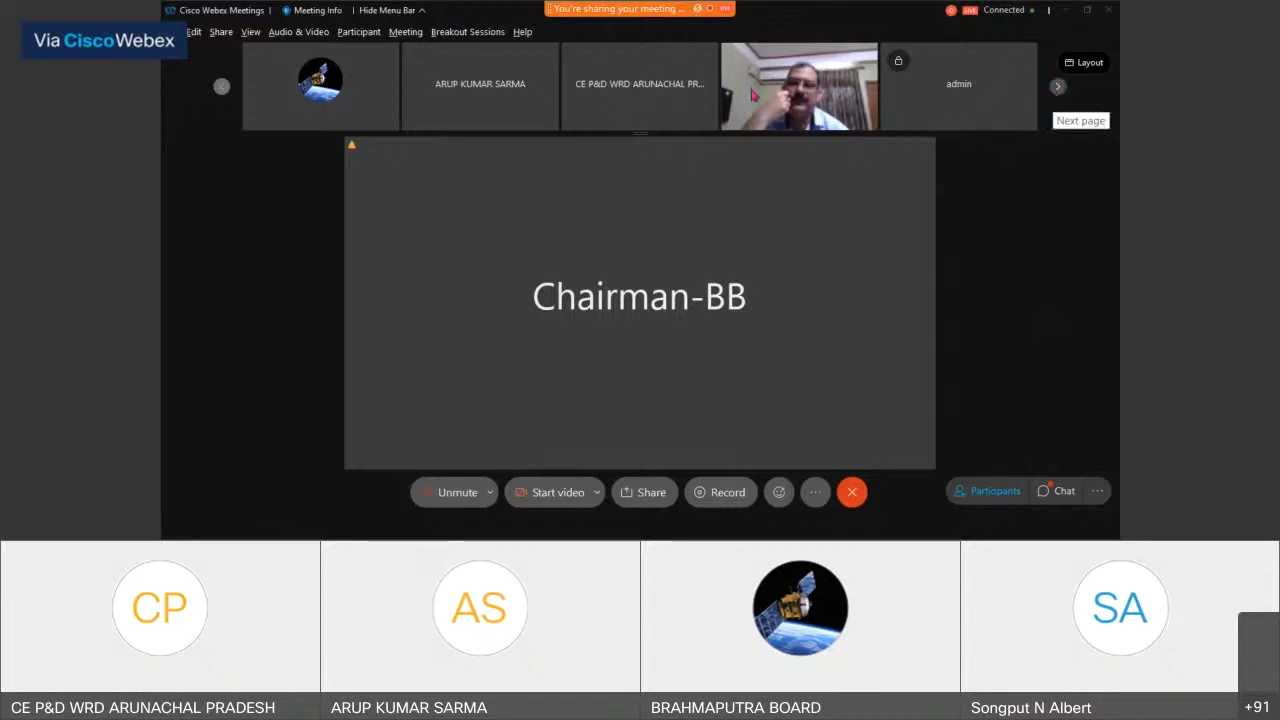 Via CiscoWebex
Cisco Webex Meetings | Meeting Info | Hide Menu Bar
You're sharing your meeting ... LIVE
LIVE Connected
Edit Share View Audio & Video Participant Meeting Breakout Sessions Help
ARUP KUMAR SARMA
CE P&D WRD ARUNACHAL PR...
admin
Layout
Next page
Chairman-BB
Unmute
Start video
Share
Record
Participants
Chat
CP
AS
SA
CE P&D WRD ARUNACHAL PRADESH
ARUP KUMAR SARMA
BRAHMAPUTRA BOARD
Songput N Albert
+91